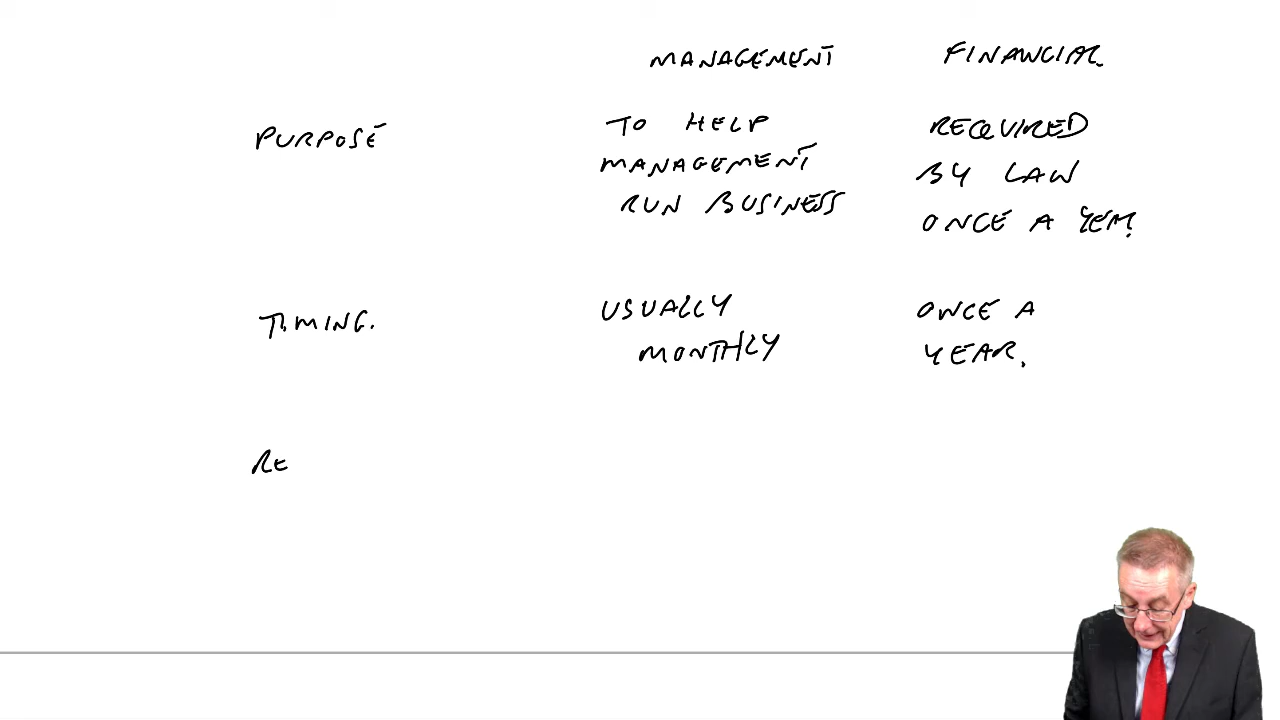 MANAGEMENT FINANCIAL.
PURPOSE TO HELP REQUIRED
MANAGEMENT BY LAW
RUN BUSINESS ONCE A YEAR.
TIMING. USUALLY ONCE A
MONTHLY YEAR.
RE